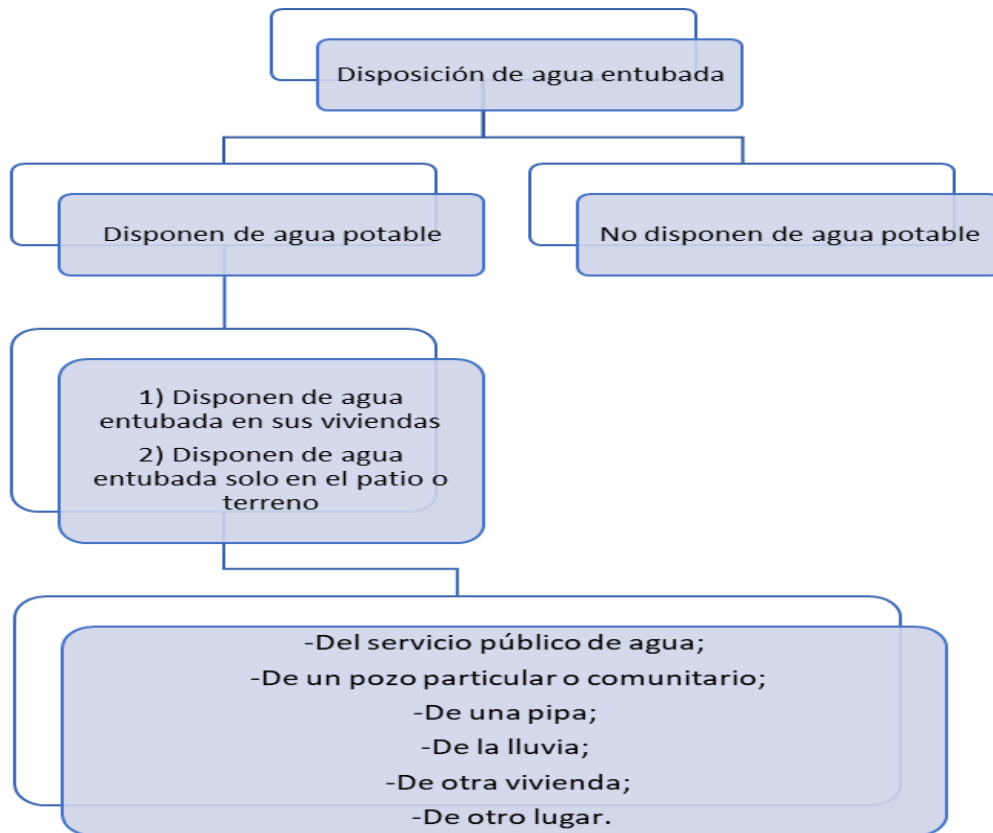 Disposición de agua entubada
Disponen de agua potable
No disponen de agua potable
1) Disponen de agua
entubada en sus viviendas
2) Disponen de agua
entubada solo en el patio o
terreno
-Del servicio público de agua;
-De un pozo particular o comunitario;
-De una pipa;
-De la lluvia;
-De otra vivienda;
-De otro lugar.